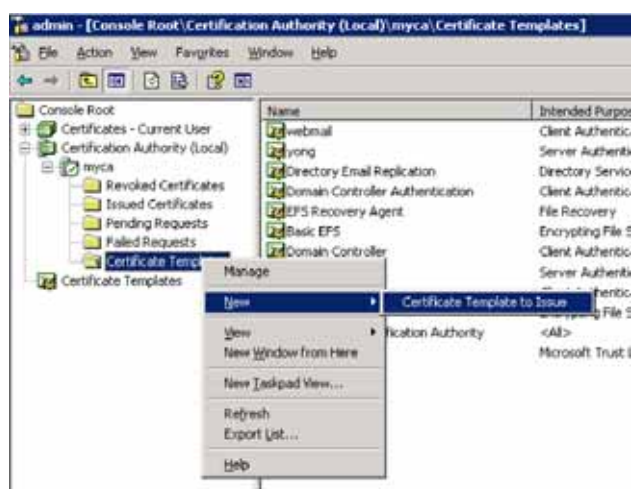 admin - [Console Root\Certification Authority (Local)\myca\Certificate Templates]
File Action View Favorites Window Help
Console Root
Certificates - Current User
Certification Authority (Local)
myca
Revoked Certificates
Issued Certificates
Pending Requests
Failed Requests
Certificate Temp
Certificate Templates
Name Intended Purpos
webmail Client Authentic
yong Server Authenti
Directory Email Replication Directory Servic
Domain Controller Authentication Client Authentic
EFS Recovery Agent File Recovery
Basic EFS Encrypting File S
Domain Controller Client Authentic
Server Authenti
File S
fication Authority <All>
Microsoft Trust L
Manage
New
Certificate Template to Issue
View
New Window from Here
New Taskpad View...
Refresh
Export List...
Help